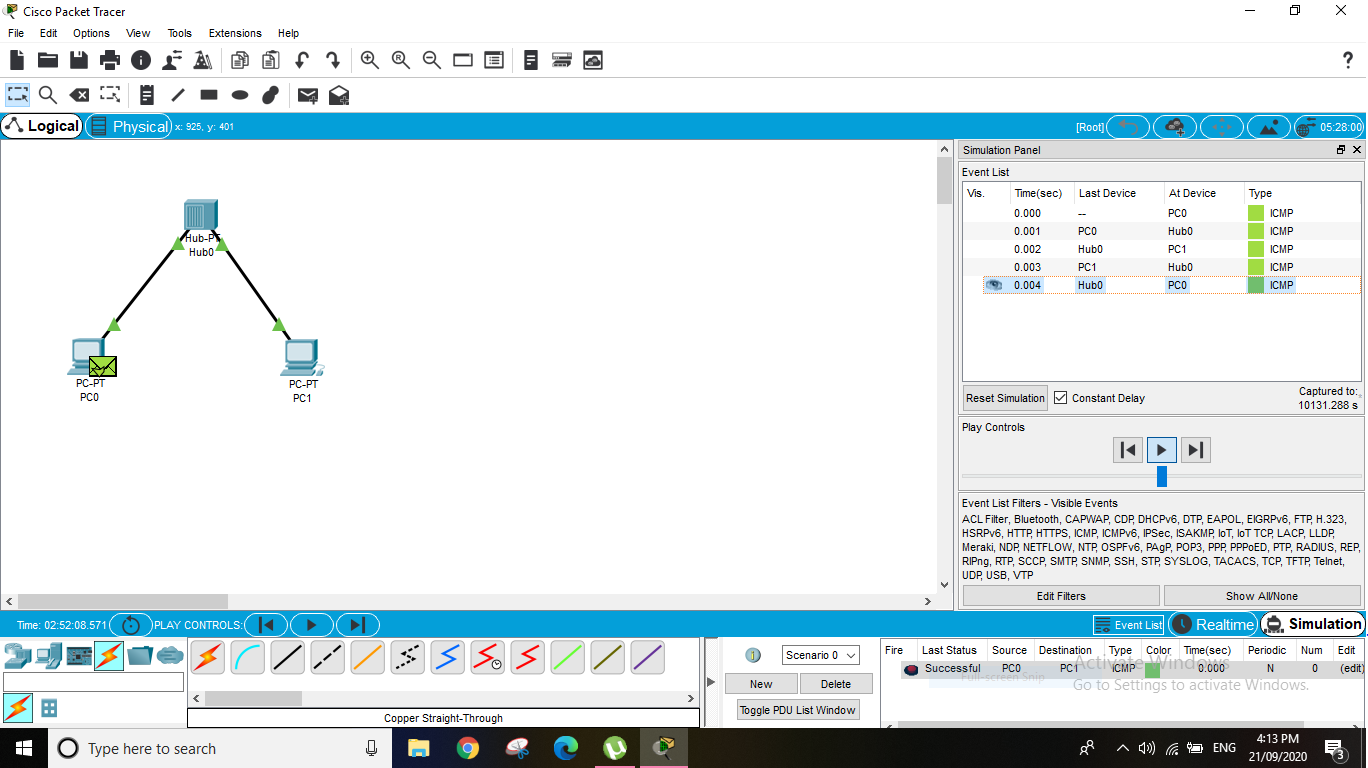 Cisco Packet Tracer
File Edit Options View Tools Extensions Help
?
Logical Physical x: 925, y: 401 [Root] 05:28:00
Simulation Panel
Event List
Vis. Time(sec) Last Device At Device Type
0.000 -- PC0 ICMP
0.001 PC0 Hub0 ICMP
0.002 Hub0 PC1 ICMP
0.003 PC1 Hub0 ICMP
0.004 Hub0 PC0 ICMP
Hub-PT
Hub0
PC-PT
PC0
PC-PT
PC1
Reset Simulation Constant Delay Captured to:
10131.288 s
Play Controls
Event List Filters - Visible Events
ACL Filter, Bluetooth, CAPWAP, CDP, DHCPv6, DTP, EAPOL, EIGRPv6, FTP, H.323,
HSRPv6, HTTP, HTTPS, ICMP, ICMPv6, IPSec, ISAKMP, IoT, IoT TCP, LACP, LLDP,
Meraki, NDP, NETFLOW, NTP, OSPFv6, PAgP, POP3, PPP, PPPoED, PTP, RADIUS, REP,
RIPng, RTP, SCCP, SMTP, SNMP, SSH, STP, SYSLOG, TACACS, TCP, TFTP, Telnet,
UDP, USB, VTP
Edit Filters Show All/None
Time: 02:52:08.571 PLAY CONTROLS: Event List Realtime Simulation
Scenario 0
New Delete
Toggle PDU List Window
Fire Last Status Source Destination Type Color Time(sec) Periodic Num Edit
Successful PC0 PC1 ICMP 0.000 N 0 (edit)
Full-screen Snip
Activate Windows
Go to Settings to activate Windows.
Copper Straight-Through
Type here to search
ENG
4:13 PM
21/09/2020
3